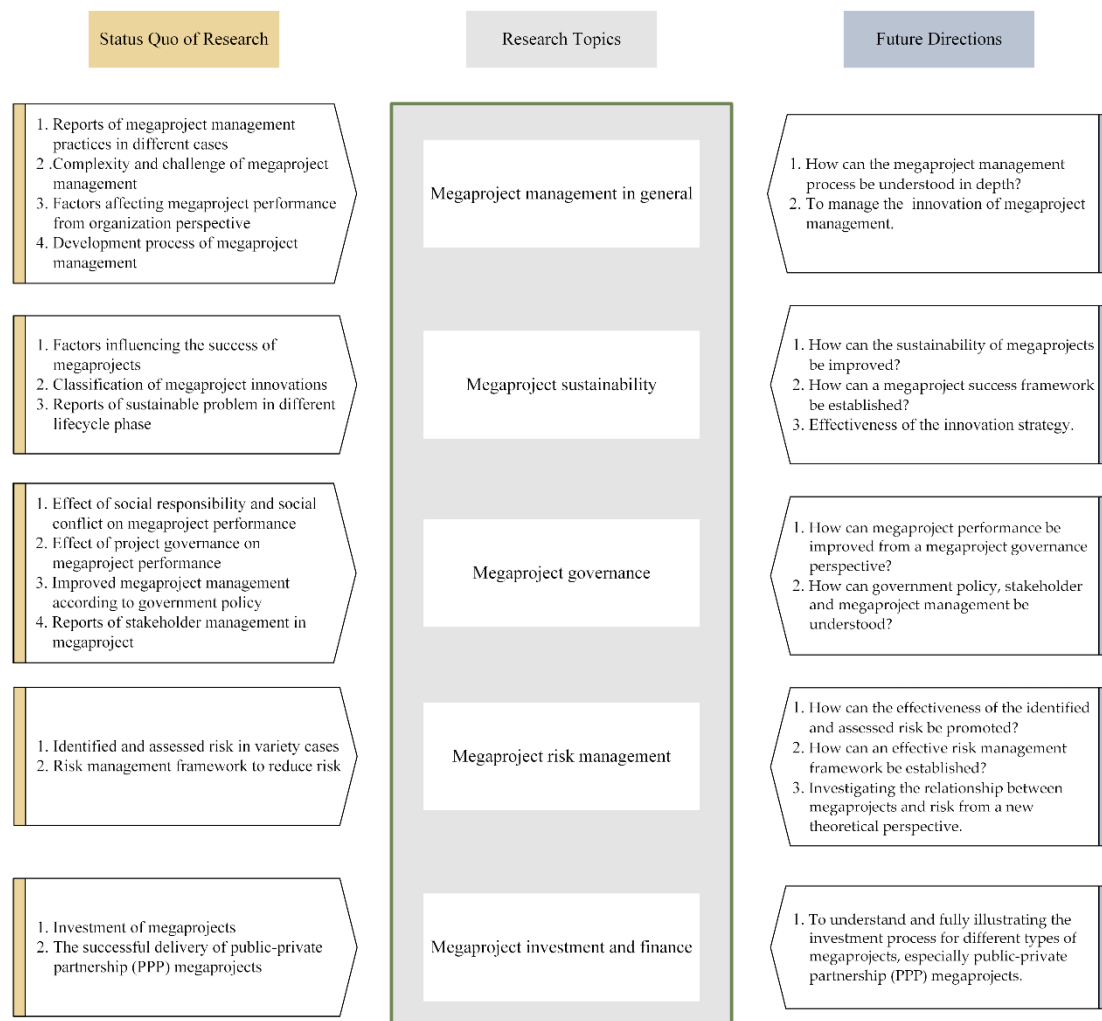 Status Quo of Research
Research Topics
Future Directions
1. Reports of megaproject management
practices in different cases
2 .Complexity and challenge of megaproject
management
3. Factors affecting megaproject performance
from organization perspective
4. Development process of megaproject
management
Megaproject management in general
1. How can the megaproject management
process be understood in depth?
2. To manage the innovation of megaproject
management.
1. Factors influencing the success of
megaprojects
2. Classification of megaproject innovations
3. Reports of sustainable problem in different
lifecycle phase
Megaproject sustainability
1. How can the sustainability of megaprojects
be improved?
2. How can a megaproject success framework
be established?
3. Effectiveness of the innovation strategy.
1. Effect of social responsibility and social
conflict on megaproject performance
2. Effect of project governance on
megaproject performance
3. Improved megaproject management
according to government policy
4. Reports of stakeholder management in
megaproject
Megaproject governance
1. How can megaproject performance be
improved from a megaproject governance
perspective?
2. How can government policy, stakeholder
and megaproject management be
understood?
1. Identified and assessed risk in variety cases
2. Risk management framework to reduce risk
Megaproject risk management
1. How can the effectiveness of the identified
and assessed risk be promoted?
2. How can an effective risk management
framework be established?
3. Investigating the relationship between
megaprojects and risk from a new
theoretical perspective.
1. Investment of megaprojects
2. The successful delivery of public-private
partnership (PPP) megaprojects
Megaproject investment and finance
1. To understand and fully illustrating the
investment process for different types of
megaprojects, especially public-private
partnership (PPP) megaprojects.